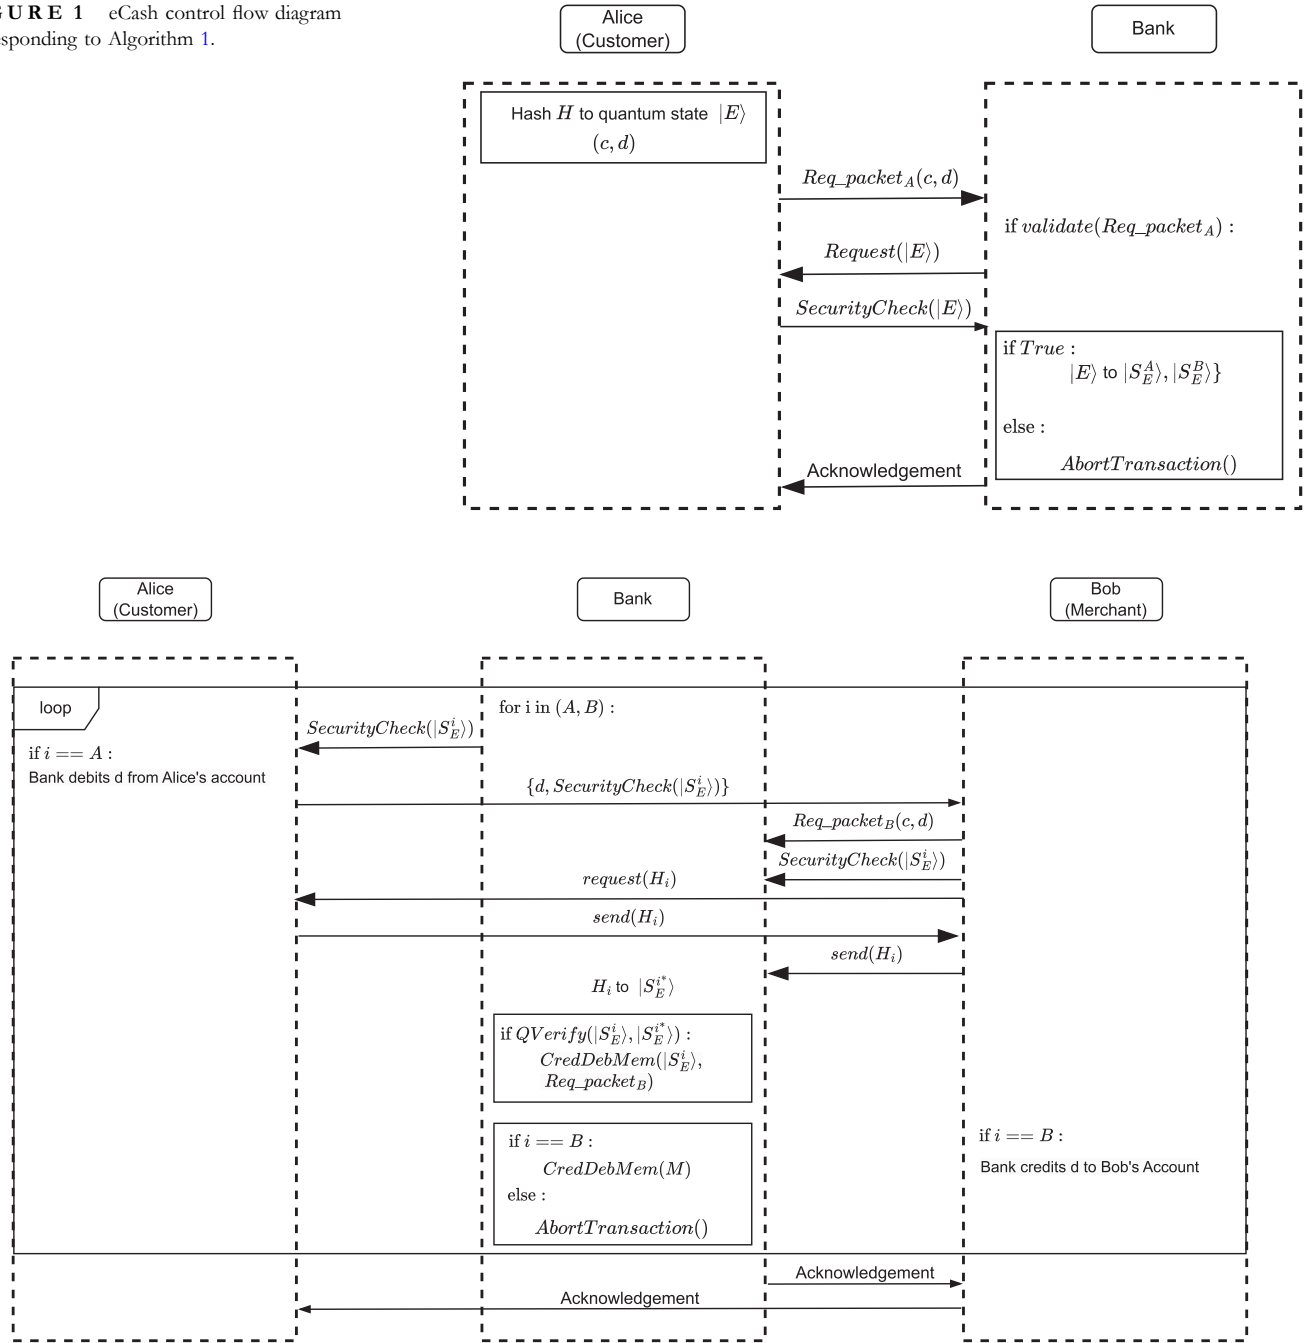 GURE 1 eCash control flow diagram
esponding to Algorithm 1.
Alice
(Customer)
Bank
Hash H to quantum state |E⟩
(c, d)
Req_packet_A(c, d)
if validate(Req_packet_A) :
Request(|E⟩)
SecurityCheck(|E⟩)
if True :
|E⟩ to |S_E^A⟩, |S_E^B⟩}
else :
AbortTransaction()
Acknowledgement
Alice
(Customer)
Bank
Bob
(Merchant)
loop
for i in (A, B) :
SecurityCheck(|S_E^i⟩)
if i == A :
Bank debits d from Alice's account
{d, SecurityCheck(|S_E^i⟩)}
Req_packet_B(c, d)
SecurityCheck(|S_E^i⟩)
request(H_i)
send(H_i)
send(H_i)
H_i to |S_E^{i*}⟩
if QVerify(|S_E^i⟩, |S_E^{i*}⟩) :
CredDebMem(|S_E^i⟩,
Req_packet_B)
if i == B :
CredDebMem(M)
else :
AbortTransaction()
if i == B :
Bank credits d to Bob's Account
Acknowledgement
Acknowledgement